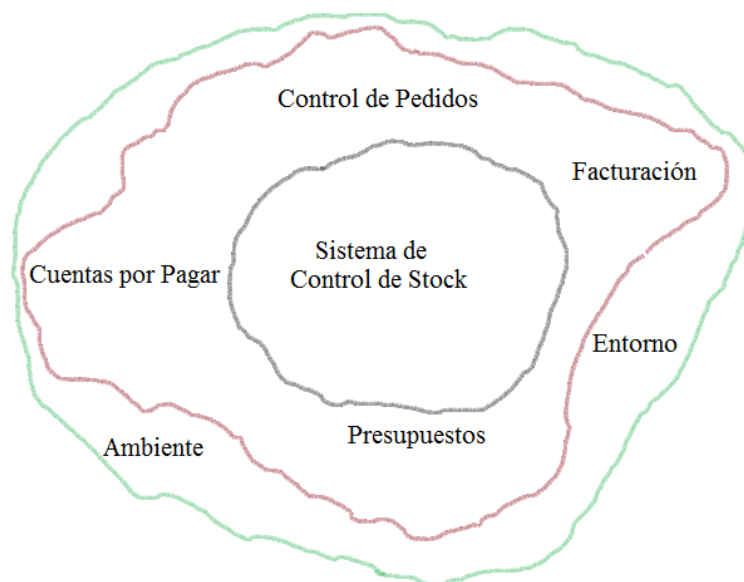 Control de Pedidos
Facturación
Sistema de
Control de Stock
Cuentas por Pagar
Entorno
Presupuestos
Ambiente